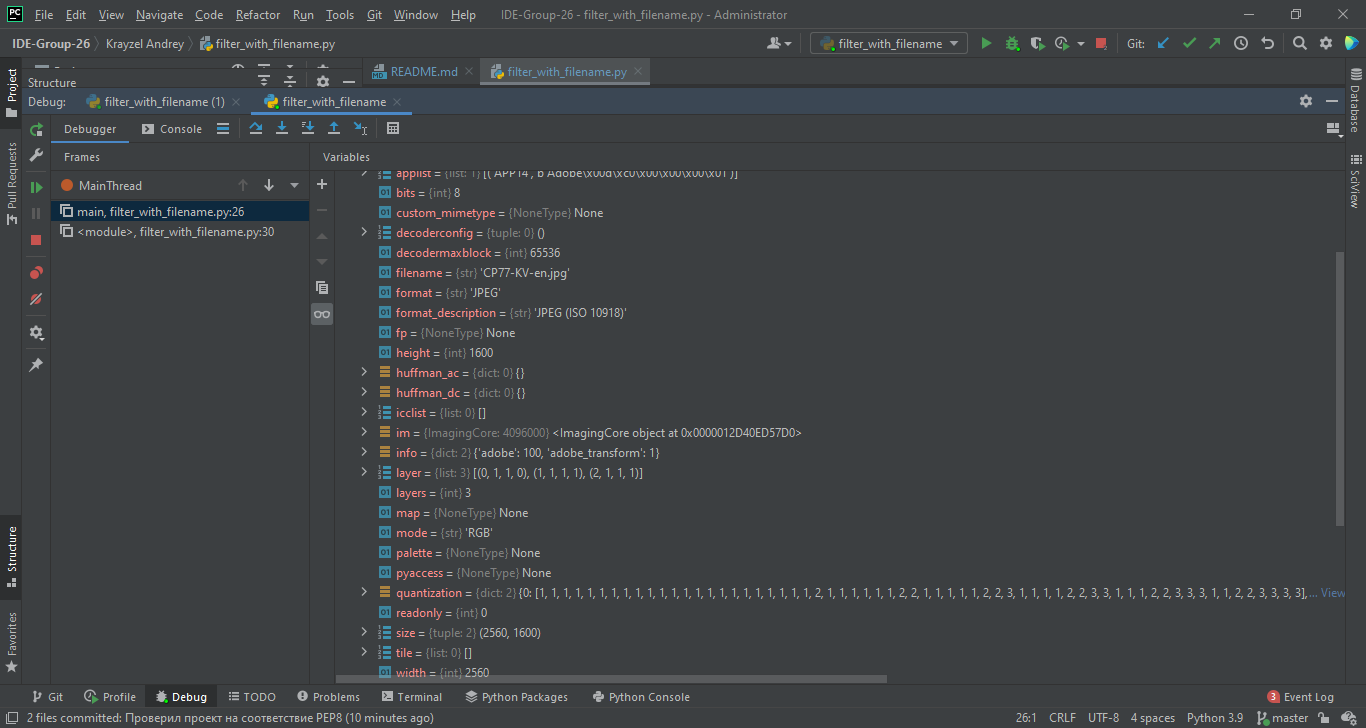 PC File Edit View Navigate Code Refactor Run Tools Git Window Help IDE-Group-26 - filter_with_filename.py - Administrator
IDE-Group-26 Krayzel Andrey filter_with_filename.py filter_with_filename Git:
Project
Structure
README.md filter_with_filename.py
Debug: filter_with_filename (1) filter_with_filename
Debugger Console
Frames Variables
Pull Requests
Structure
Favorites
Database
SciView
MainThread
main, filter_with_filename.py:26
<module>, filter_with_filename.py:30
applist = {list: 1} [('APP14', b'Adobe\x00d\xc0\x00\x00\x00\x01')]
bits = {int} 8
custom_mimetype = {NoneType} None
decoderconfig = {tuple: 0} ()
decodermaxblock = {int} 65536
filename = {str} 'CP77-KV-en.jpg'
format = {str} 'JPEG'
format_description = {str} 'JPEG (ISO 10918)'
fp = {NoneType} None
height = {int} 1600
huffman_ac = {dict: 0} {}
huffman_dc = {dict: 0} {}
icclist = {list: 0} []
im = {ImagingCore: 4096000} <ImagingCore object at 0x0000012D40ED57D0>
info = {dict: 2} {'adobe': 100, 'adobe_transform': 1}
layer = {list: 3} [(0, 1, 1, 0), (1, 1, 1, 1), (2, 1, 1, 1)]
layers = {int} 3
map = {NoneType} None
mode = {str} 'RGB'
palette = {NoneType} None
pyaccess = {NoneType} None
quantization = {dict: 2} {0: [1, 1, 1, 1, 1, 1, 1, 1, 1, 1, 1, 1, 1, 1, 1, 1, 1, 1, 1, 1, 1, 1, 1, 2, 1, 1, 1, 1, 1, 1, 2, 2, 1, 1, 1, 1, 1, 2, 2, 3, 1, 1, 1, 1, 2, 2, 3, 3, 1, 1, 1, 2, 2, 3, 3, 3, 1, 1, 2, 2, 3, 3, 3, 3],... View
readonly = {int} 0
size = {tuple: 2} (2560, 1600)
tile = {list: 0} []
width = {int} 2560
Git Profile Debug TODO Problems Terminal Python Packages Python Console 3 Event Log
2 files committed: Проверил проект на соответствие PEP8 (10 minutes ago) 26:1 CRLF UTF-8 4 spaces Python 3.9 master